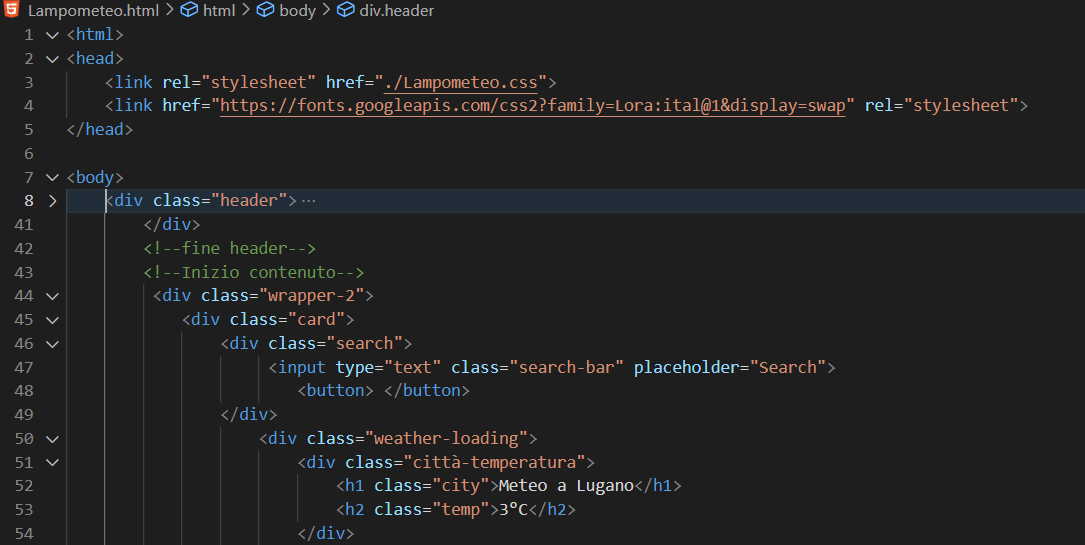 Lampometeo.html > html > body > div.header
1 <html>
2 <head>
3 <link rel="stylesheet" href="./Lampometeo.css">
4 <link href="https://fonts.googleapis.com/css2?family=Lora:ital@1&display=swap" rel="stylesheet">
5 </head>
6
7 <body>
8 <div class="header"> ···
41 </div>
42 <!--fine header-->
43 <!--Inizio contenuto-->
44 <div class="wrapper-2">
45 <div class="card">
46 <div class="search">
47 <input type="text" class="search-bar" placeholder="Search">
48 <button> </button>
49 </div>
50 <div class="weather-loading">
51 <div class="città-temperatura">
52 <h1 class="city">Meteo a Lugano</h1>
53 <h2 class="temp">3°C</h2>
54 </div>